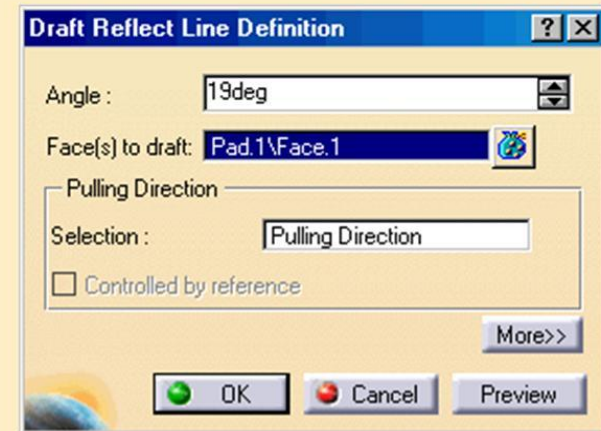 Draft Reflect Line Definition
Angle : 19deg
Face(s) to draft: Pad.1\Face.1
Pulling Direction
Selection : Pulling Direction
Controlled by reference
More>>
OK Cancel Preview